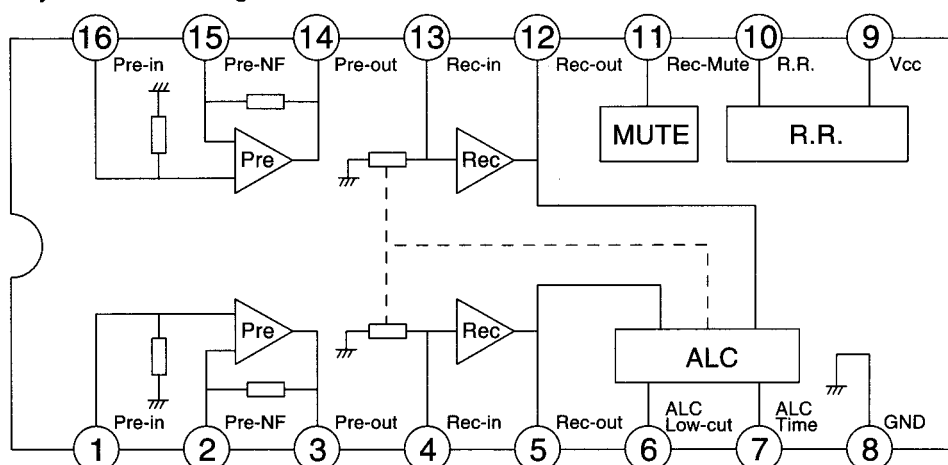 16 15 14 13 12 11 10 9
Pre-in Pre-NF Pre-out Rec-in Rec-out Rec-Mute R.R. Vcc
MUTE R.R.
Pre Rec
Pre Rec
ALC
Pre-in Pre-NF Pre-out Rec-in Rec-out ALC Low-cut ALC Time GND
1 2 3 4 5 6 7 8